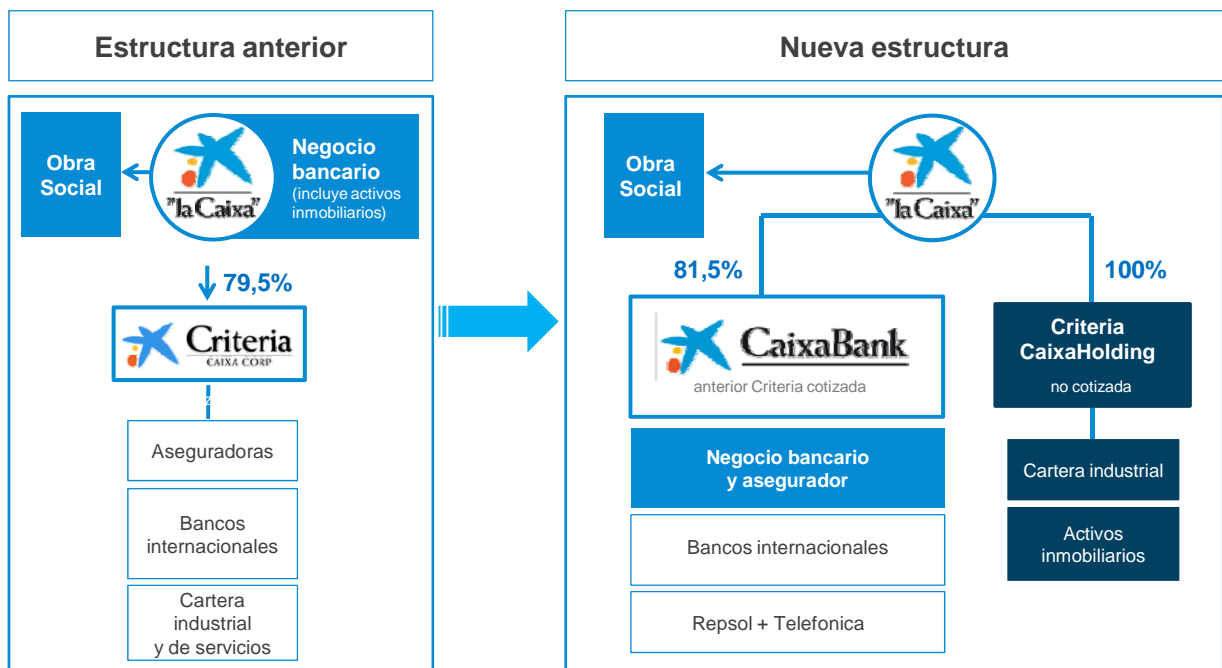 Estructura anterior
Obra
Social
"la Caixa"
Negocio
bancario
(incluye activos
inmobiliarios)
79,5%
Criteria
CAIXA CORP
Aseguradoras
Bancos
internacionales
Cartera
industrial
y de servicios
Nueva estructura
Obra
Social
"la Caixa"
81,5%
100%
CaixaBank
anterior Criteria cotizada
Negocio bancario
y asegurador
Bancos internacionales
Repsol + Telefonica
Criteria
CaixaHolding
no cotizada
Cartera industrial
Activos
inmobiliarios